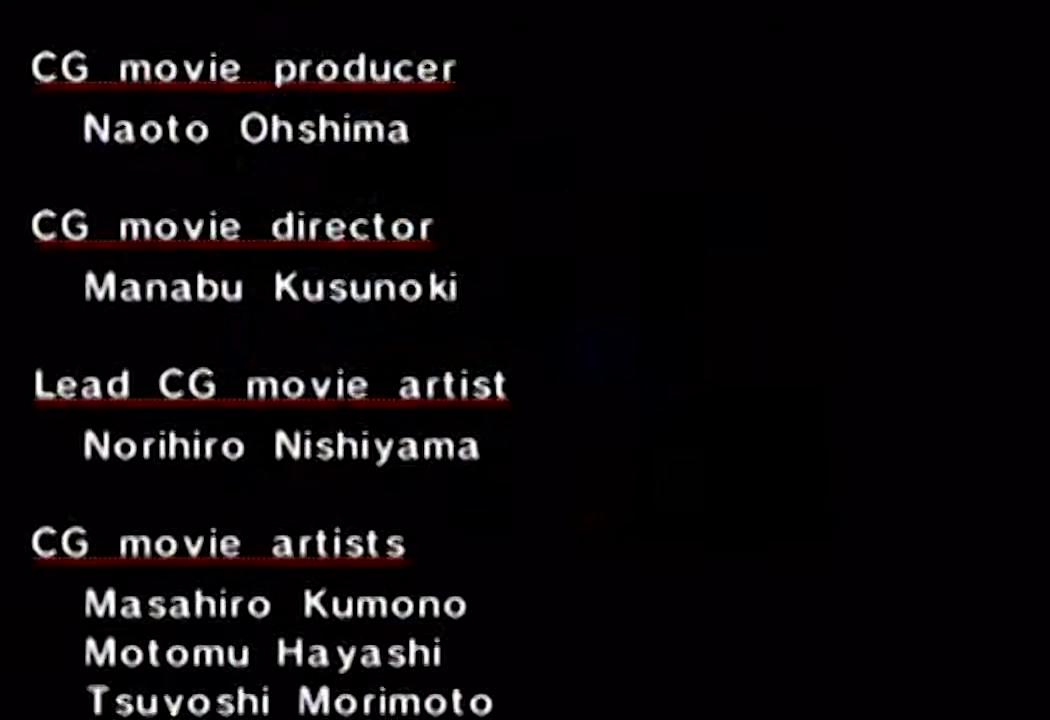 CG movie producer
Naoto Ohshima
CG movie director
Manabu Kusunoki
Lead CG movie artist
Norihiro Nishiyama
CG movie artists
Masahiro Kumono
Motomu Hayashi
Tsuyoshi Morimoto